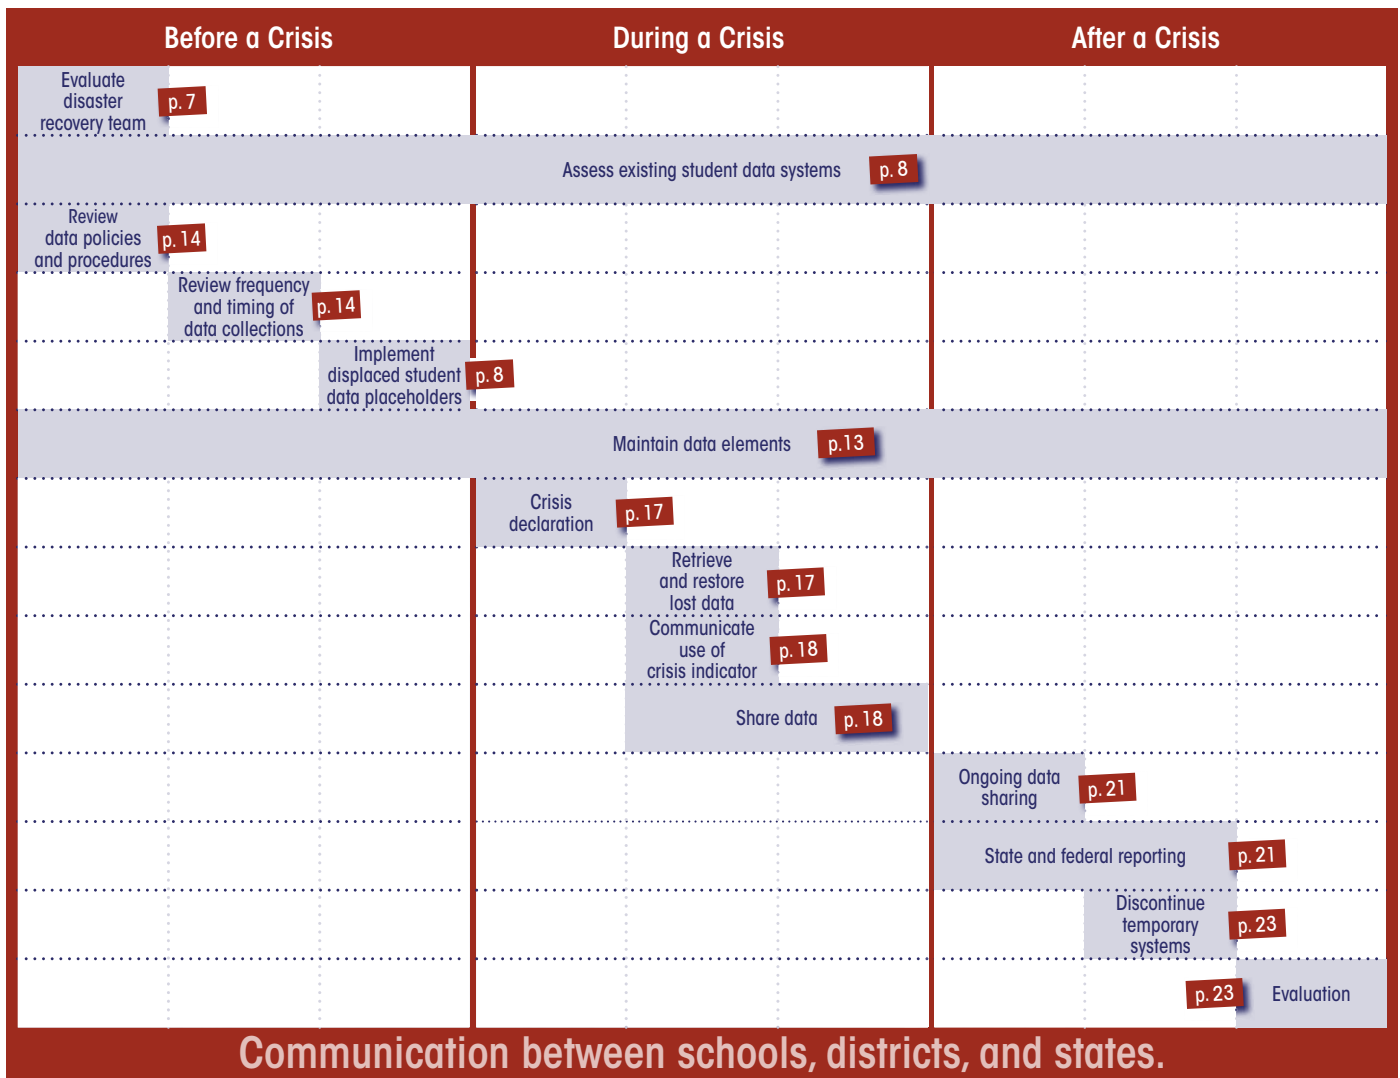 Before a Crisis
During a Crisis
After a Crisis
Evaluate
disaster
recovery team
p. 7
Assess existing student data systems
p. 8
Review
data policies
and procedures
p. 14
Review frequency
and timing of
data collections
p. 14
Implement
displaced student
data placeholders
p. 8
Maintain data elements
p.13
Crisis
declaration
p. 17
Retrieve
and restore
lost data
p. 17
Communicate
use of
crisis indicator
p. 18
Share data
p. 18
Ongoing data
sharing
p. 21
State and federal reporting
p. 21
Discontinue
temporary
systems
p. 23
p. 23
Evaluation
Communication between schools, districts, and states.